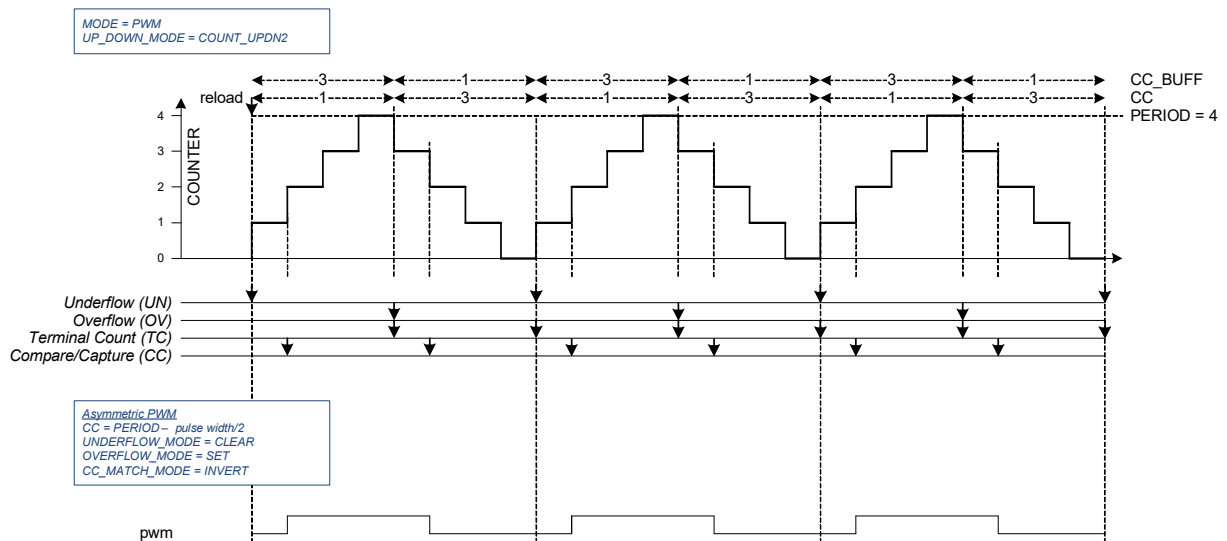 MODE = PWM
UP_DOWN_MODE = COUNT_UPDN2
3 1 3 1 3 1 CC_BUFF
reload 1 3 1 3 1 3 CC
PERIOD = 4
4
3
2
1
0
COUNTER
Underflow (UN)
Overflow (OV)
Terminal Count (TC)
Compare/Capture (CC)
Asymmetric PWM
CC = PERIOD – pulse width/2
UNDERFLOW_MODE = CLEAR
OVERFLOW_MODE = SET
CC_MATCH_MODE = INVERT
pwm